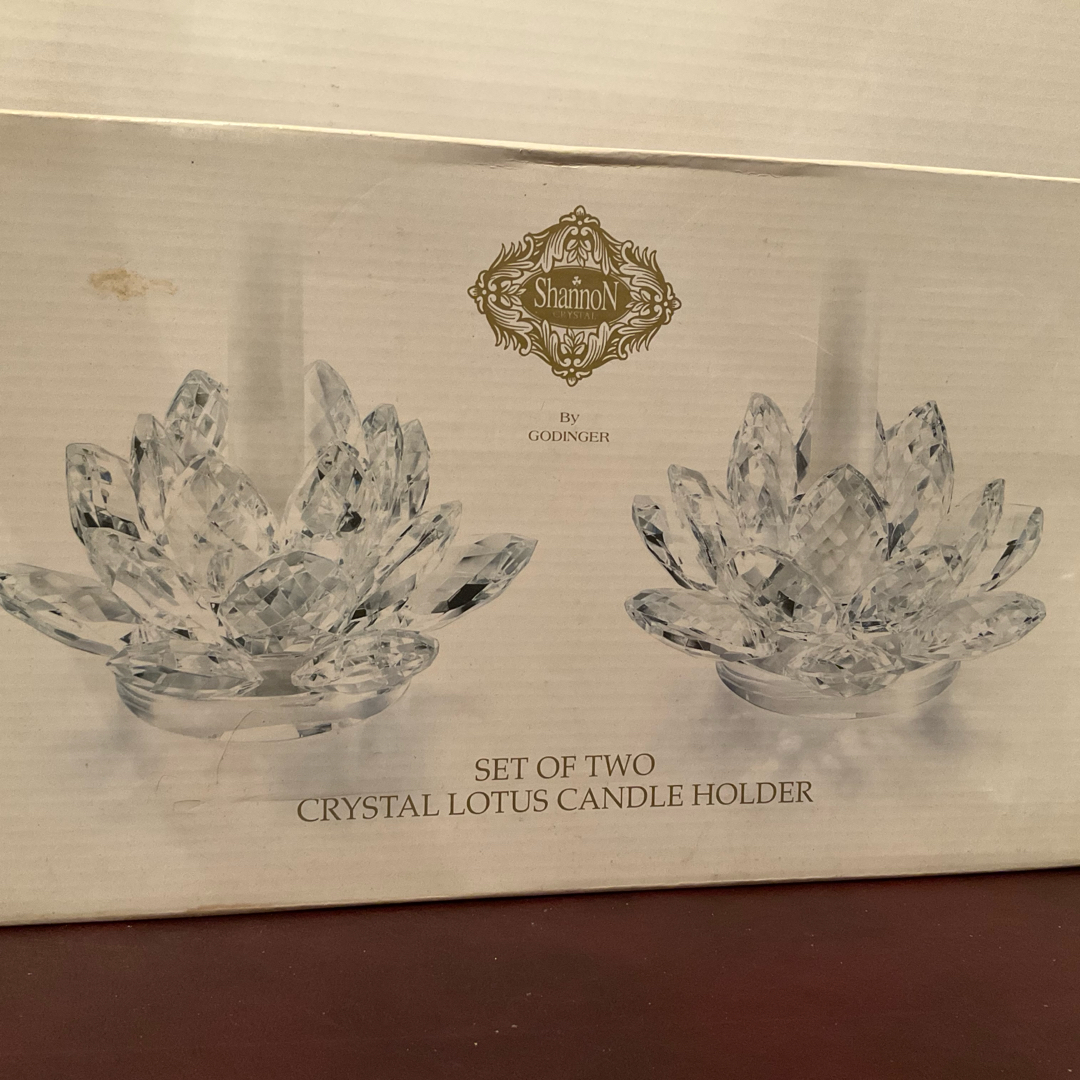 ShannoN
CRYSTAL
By
GODINGER
SET OF TWO
CRYSTAL LOTUS CANDLE HOLDER